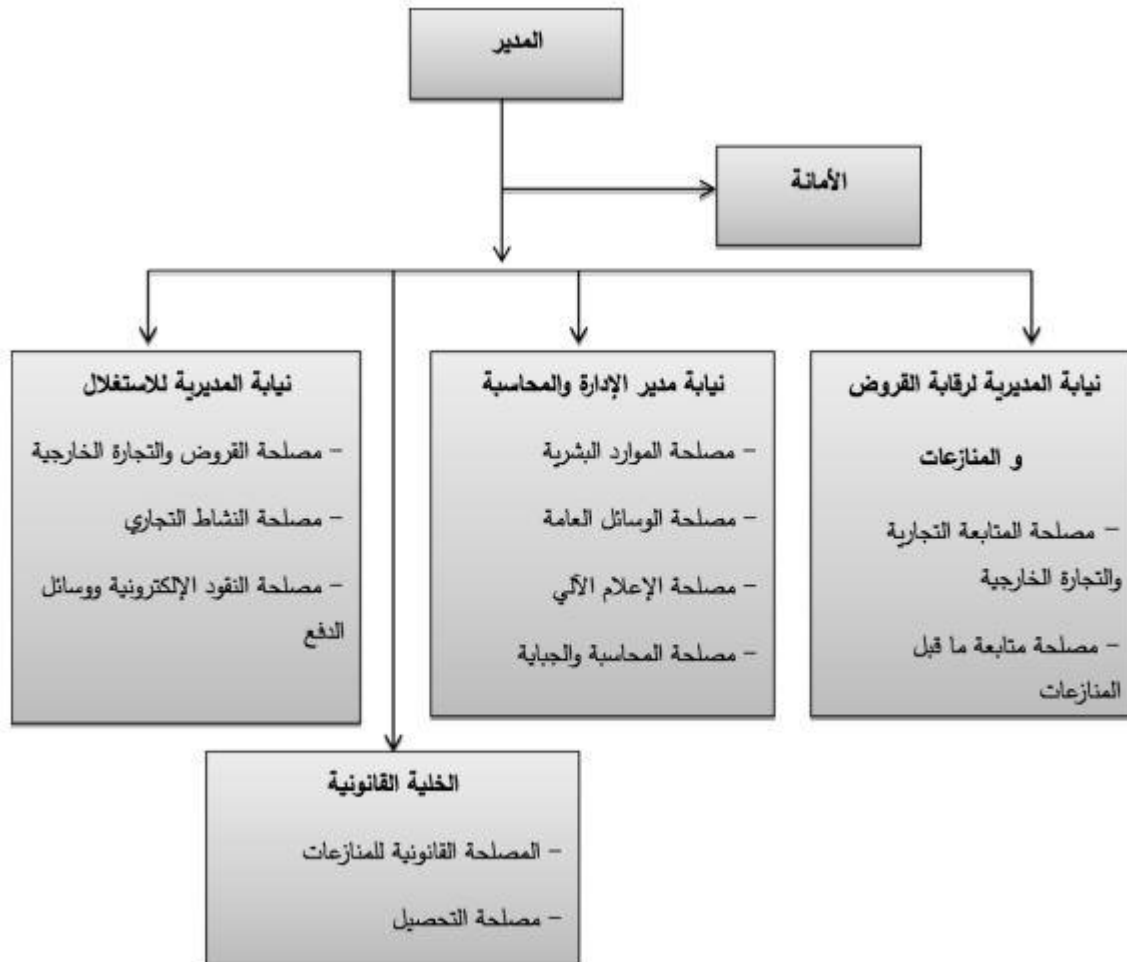 المدير
الأمانة
نيابة المديرية لرقابة القروض
و المنازعات
– مصلحة المتابعة التجارية
والتجارة الخارجية
– مصلحة متابعة ما قبل
المنازعات
نيابة مدير الإدارة والمحاسبة
– مصلحة الموارد البشرية
– مصلحة الوسائل العامة
– مصلحة الإعلام الآلي
– مصلحة المحاسبة والجباية
نيابة المديرية للاستغلال
– مصلحة القروض والتجارة الخارجية
– مصلحة النشاط التجاري
– مصلحة النقود الإلكترونية ووسائل
الدفع
الخلية القانونية
– المصلحة القانونية للمنازعات
– مصلحة التحصيل